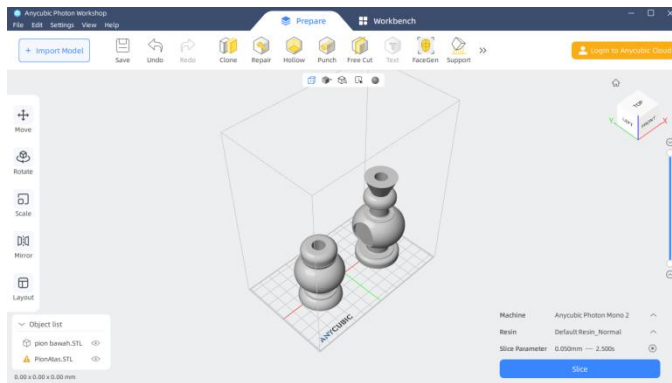 Anycubic Photon Workshop
File Edit Settings View Help
Prepare
Workbench
+ Import Model
Save
Undo
Redo
Clone
Repair
Hollow
Punch
Free Cut
Text
FaceGen
Support
Login to Anycubic Cloud
TOP
LEFT
FRONT
Y
X
Move
Rotate
Scale
Mirror
Layout
ANYCUBIC
Object list
pion bawah.STL
PionAtas.STL
0.00 x 0.00 x 0.00 mm
Machine Anycubic Photon Mono 2
Resin Default Resin_Normal
Slice Parameter 0.050mm — 2.500s
Slice